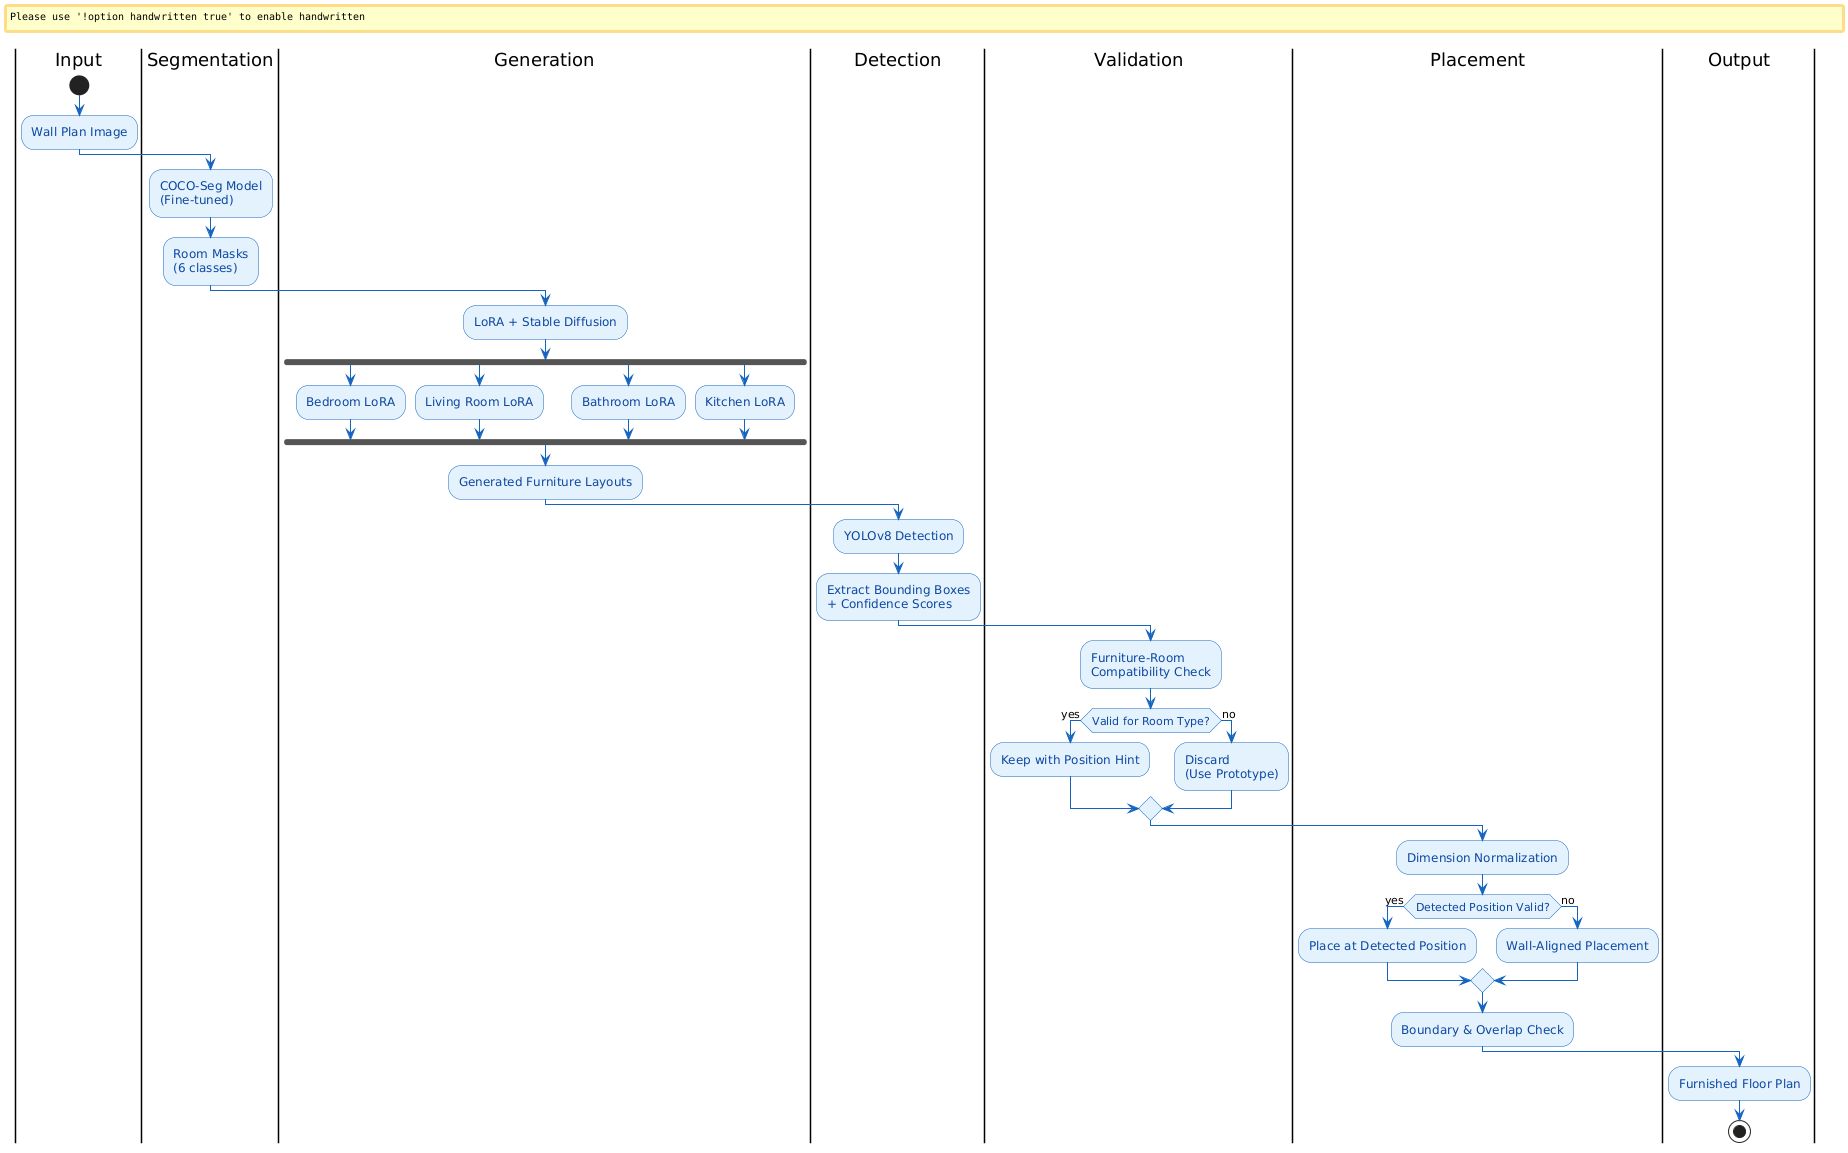 Please use '!option handwritten true' to enable handwritten
Input
Segmentation
Generation
Detection
Validation
Placement
Output
Wall Plan Image
COCO-Seg Model
(Fine-tuned)
Room Masks
(6 classes)
LoRA + Stable Diffusion
Bedroom LoRA
Living Room LoRA
Bathroom LoRA
Kitchen LoRA
Generated Furniture Layouts
YOLOv8 Detection
Extract Bounding Boxes
+ Confidence Scores
Furniture-Room
Compatibility Check
yes
Valid for Room Type?
no
Keep with Position Hint
Discard
(Use Prototype)
Dimension Normalization
yes
Detected Position Valid?
no
Place at Detected Position
Wall-Aligned Placement
Boundary & Overlap Check
Furnished Floor Plan